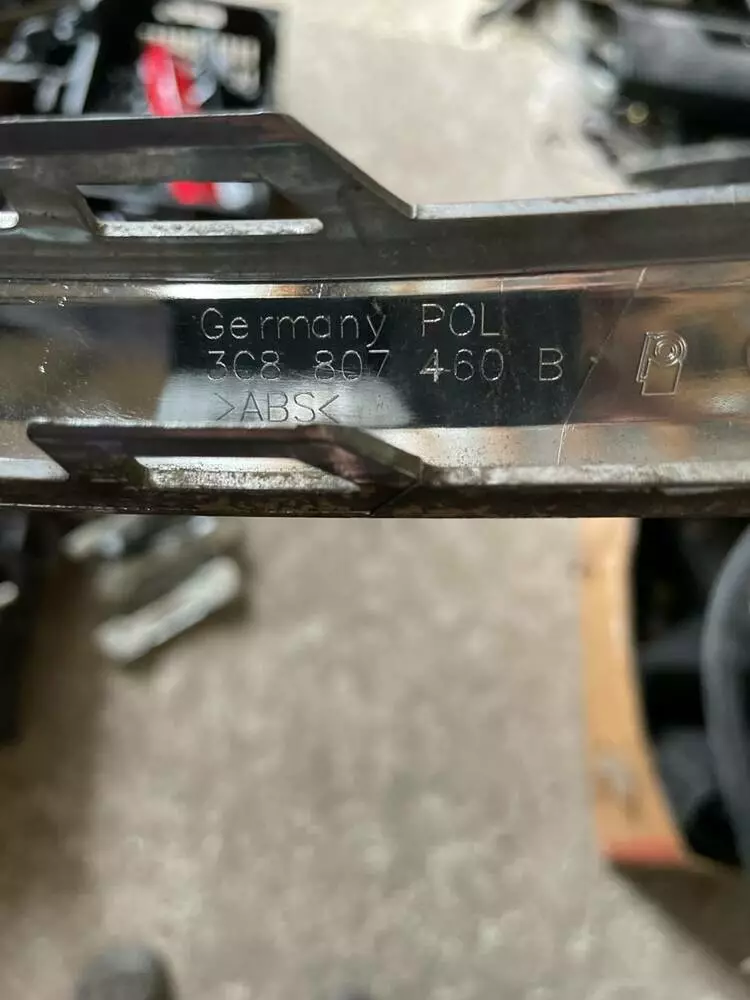 Germany POL
3C8 807 460 B
>ABS<